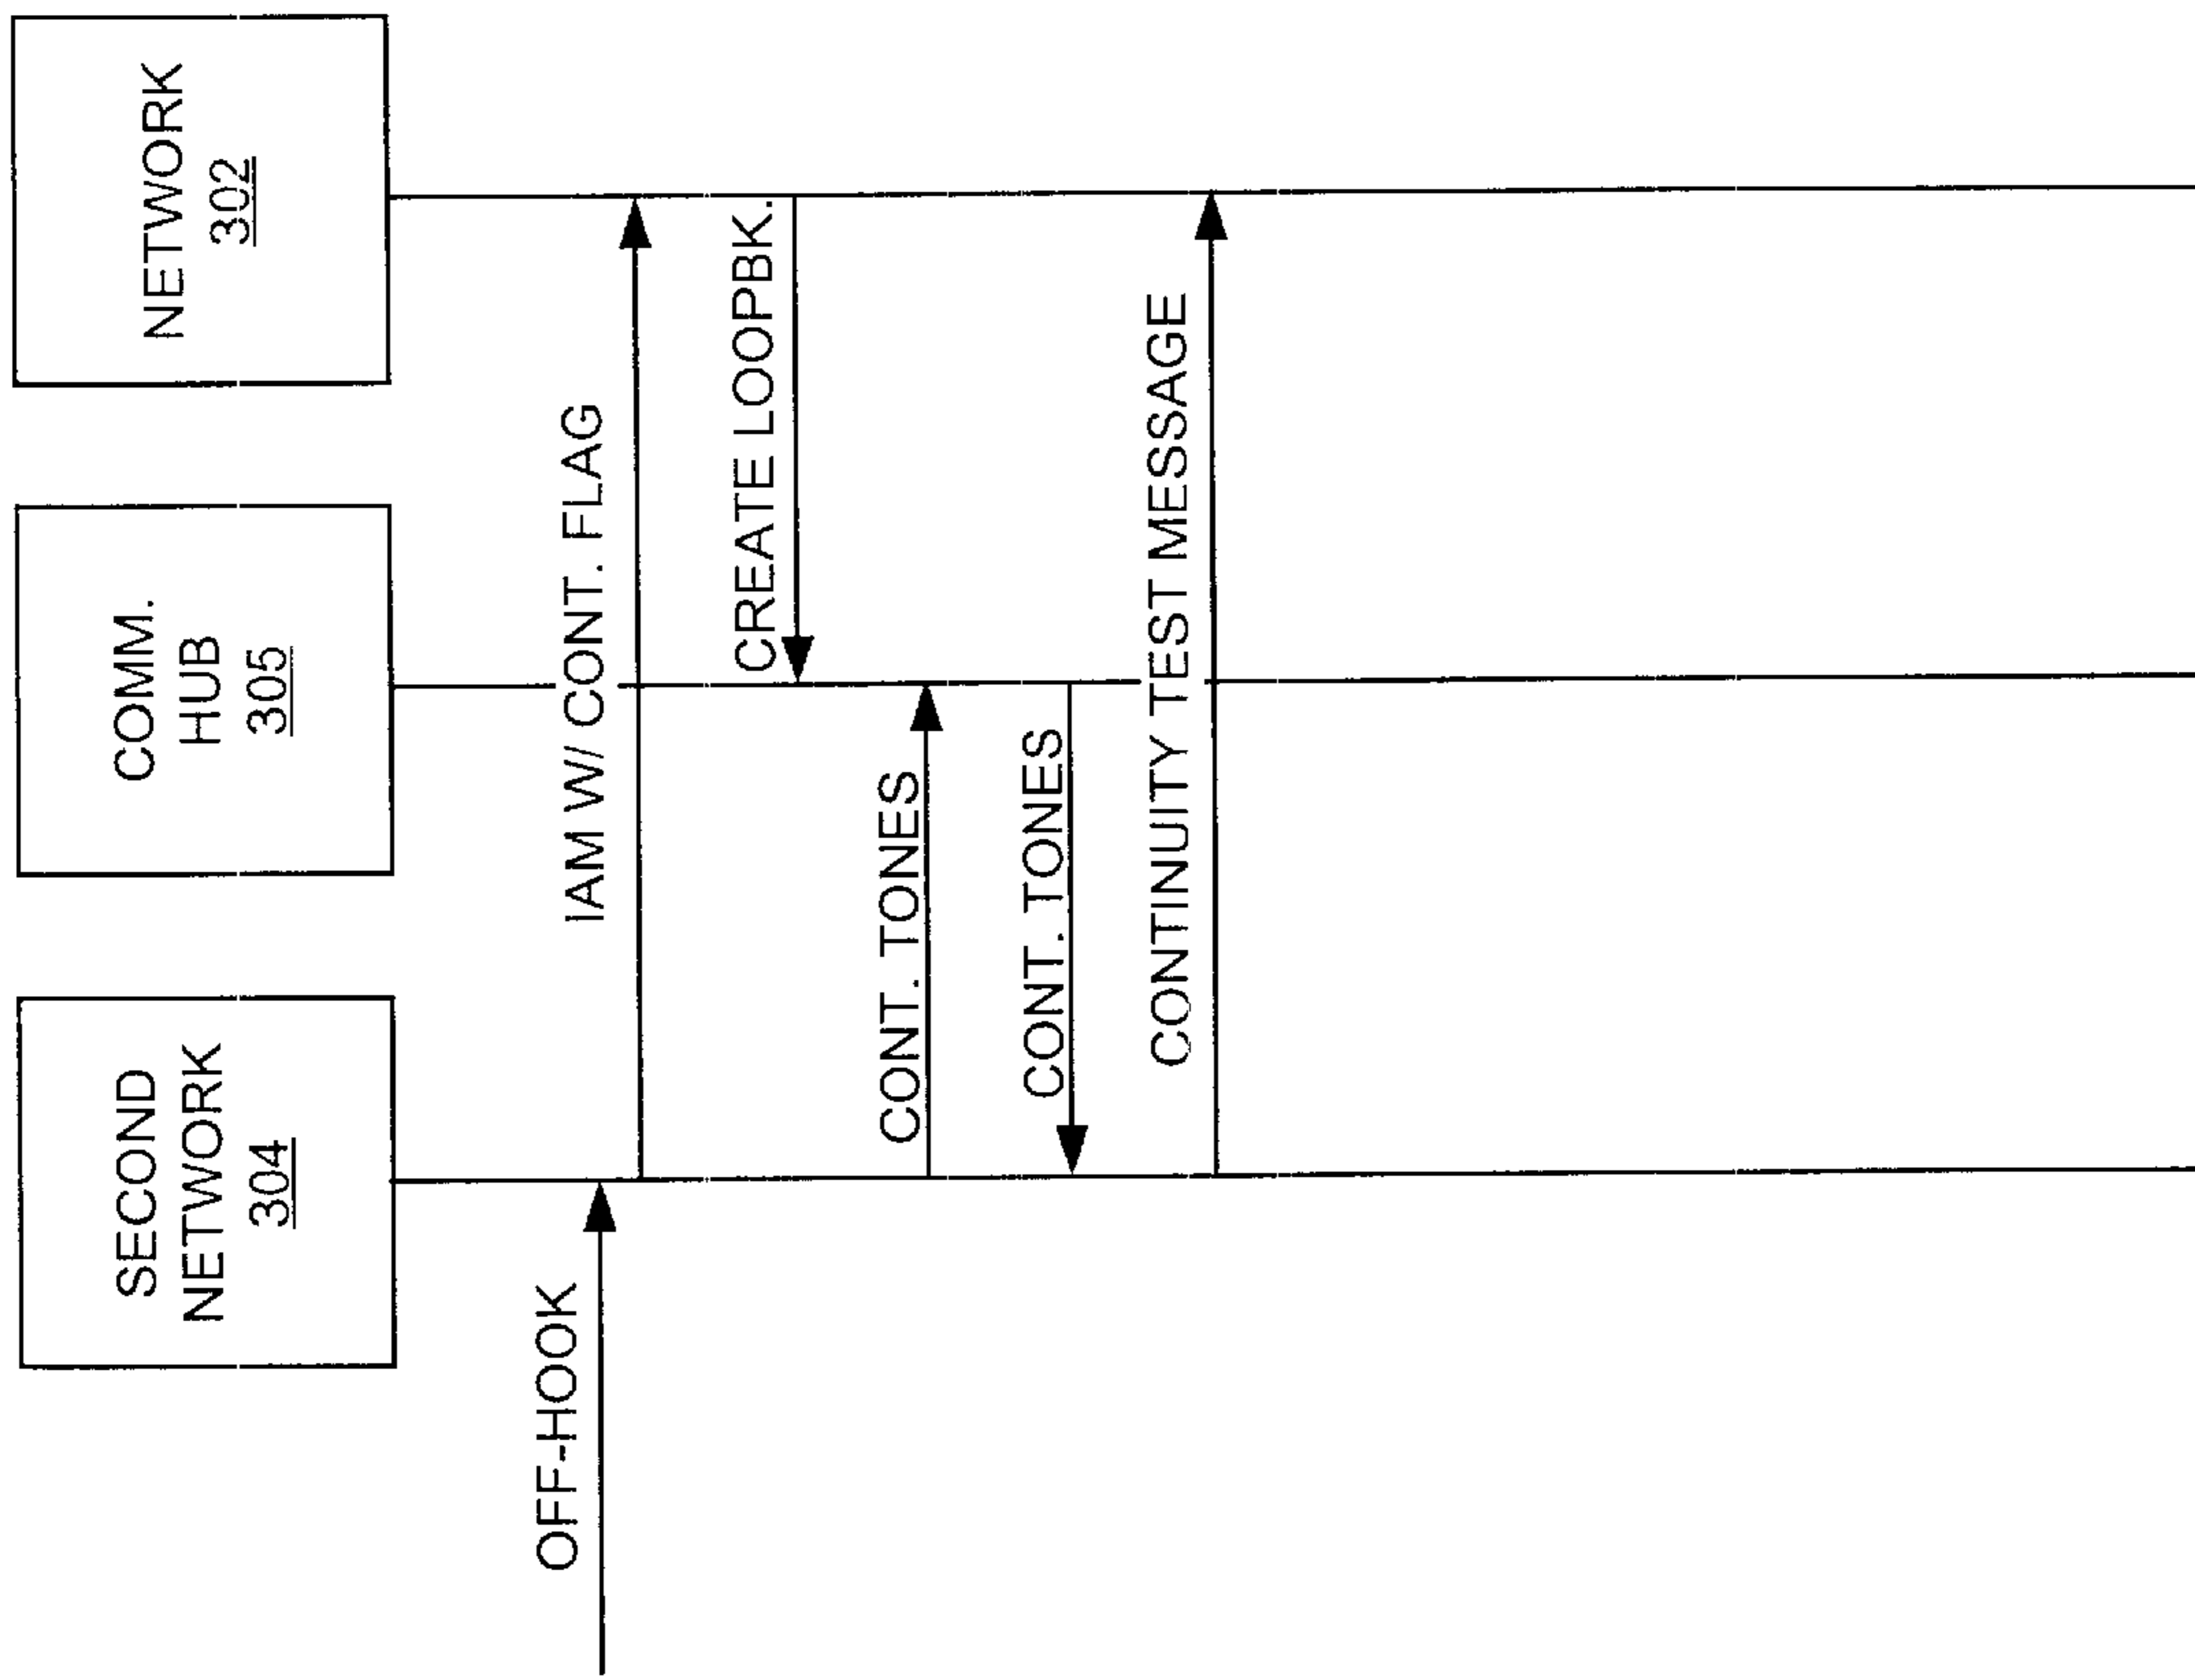 SECOND
NETWORK
304
COMM.
HUB
305
NETWORK
302
OFF-HOOK
IAM W/ CONT. FLAG
CREATE LOOPBK.
CONT. TONES
CONT. TONES
CONTINUITY TEST MESSAGE